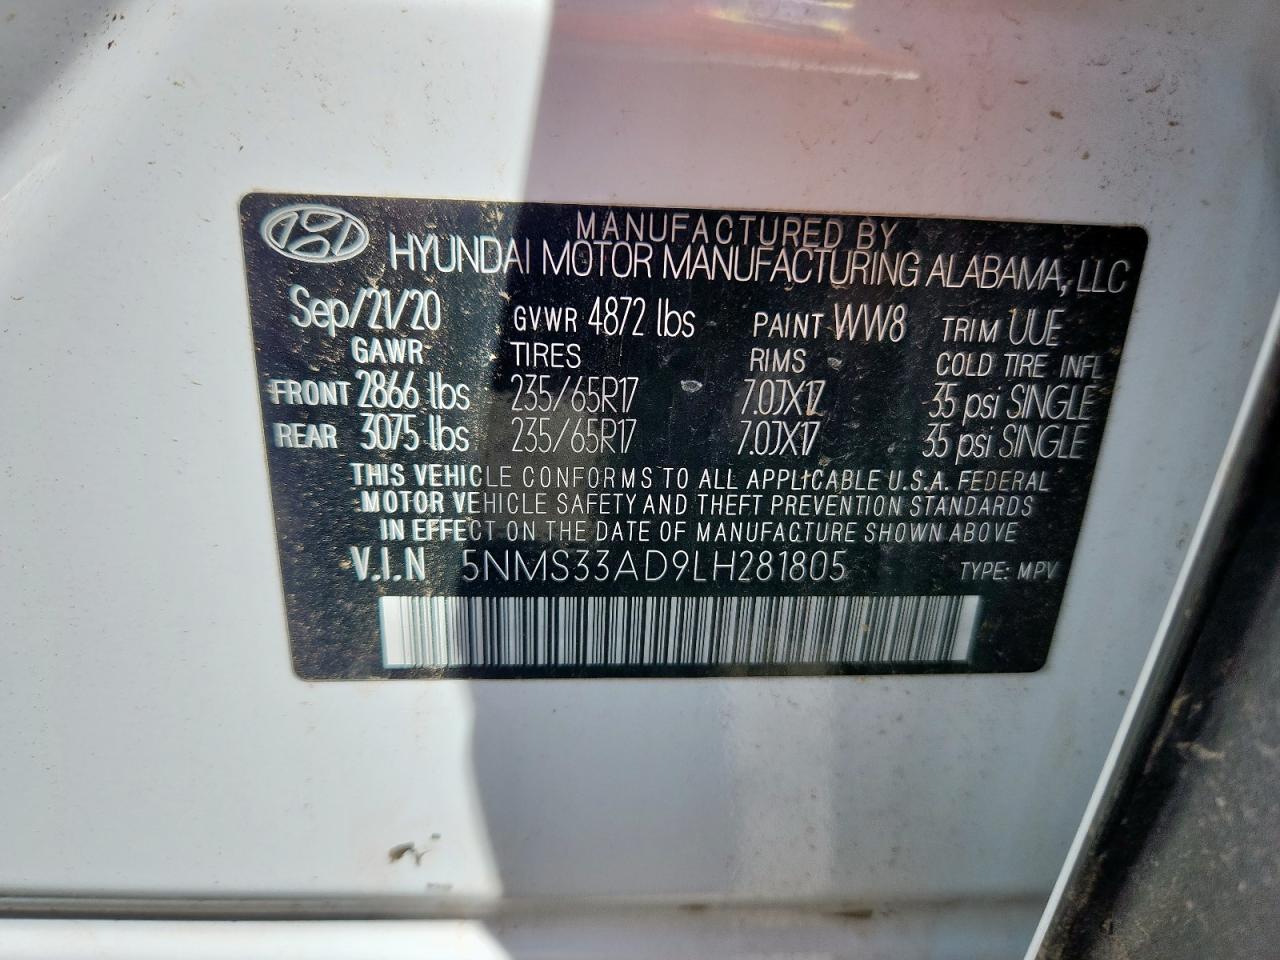 MANUFACTURED BY
HYUNDAI MOTOR MANUFACTURING ALABAMA, LLC
Sep/21/20 GVWR 4872 lbs PAINT WW8 TRIM UUE
GAWR TIRES RIMS COLD TIRE INFL
FRONT 2866 lbs 235/65R17 7.0JX17 35 psi SINGLE
REAR 3075 lbs 235/65R17 7.0JX17 35 psi SINGLE
THIS VEHICLE CONFORMS TO ALL APPLICABLE U.S.A. FEDERAL
MOTOR VEHICLE SAFETY AND THEFT PREVENTION STANDARDS
IN EFFECT ON THE DATE OF MANUFACTURE SHOWN ABOVE
V.I.N 5NMS33AD9LH281805 TYPE: MPV